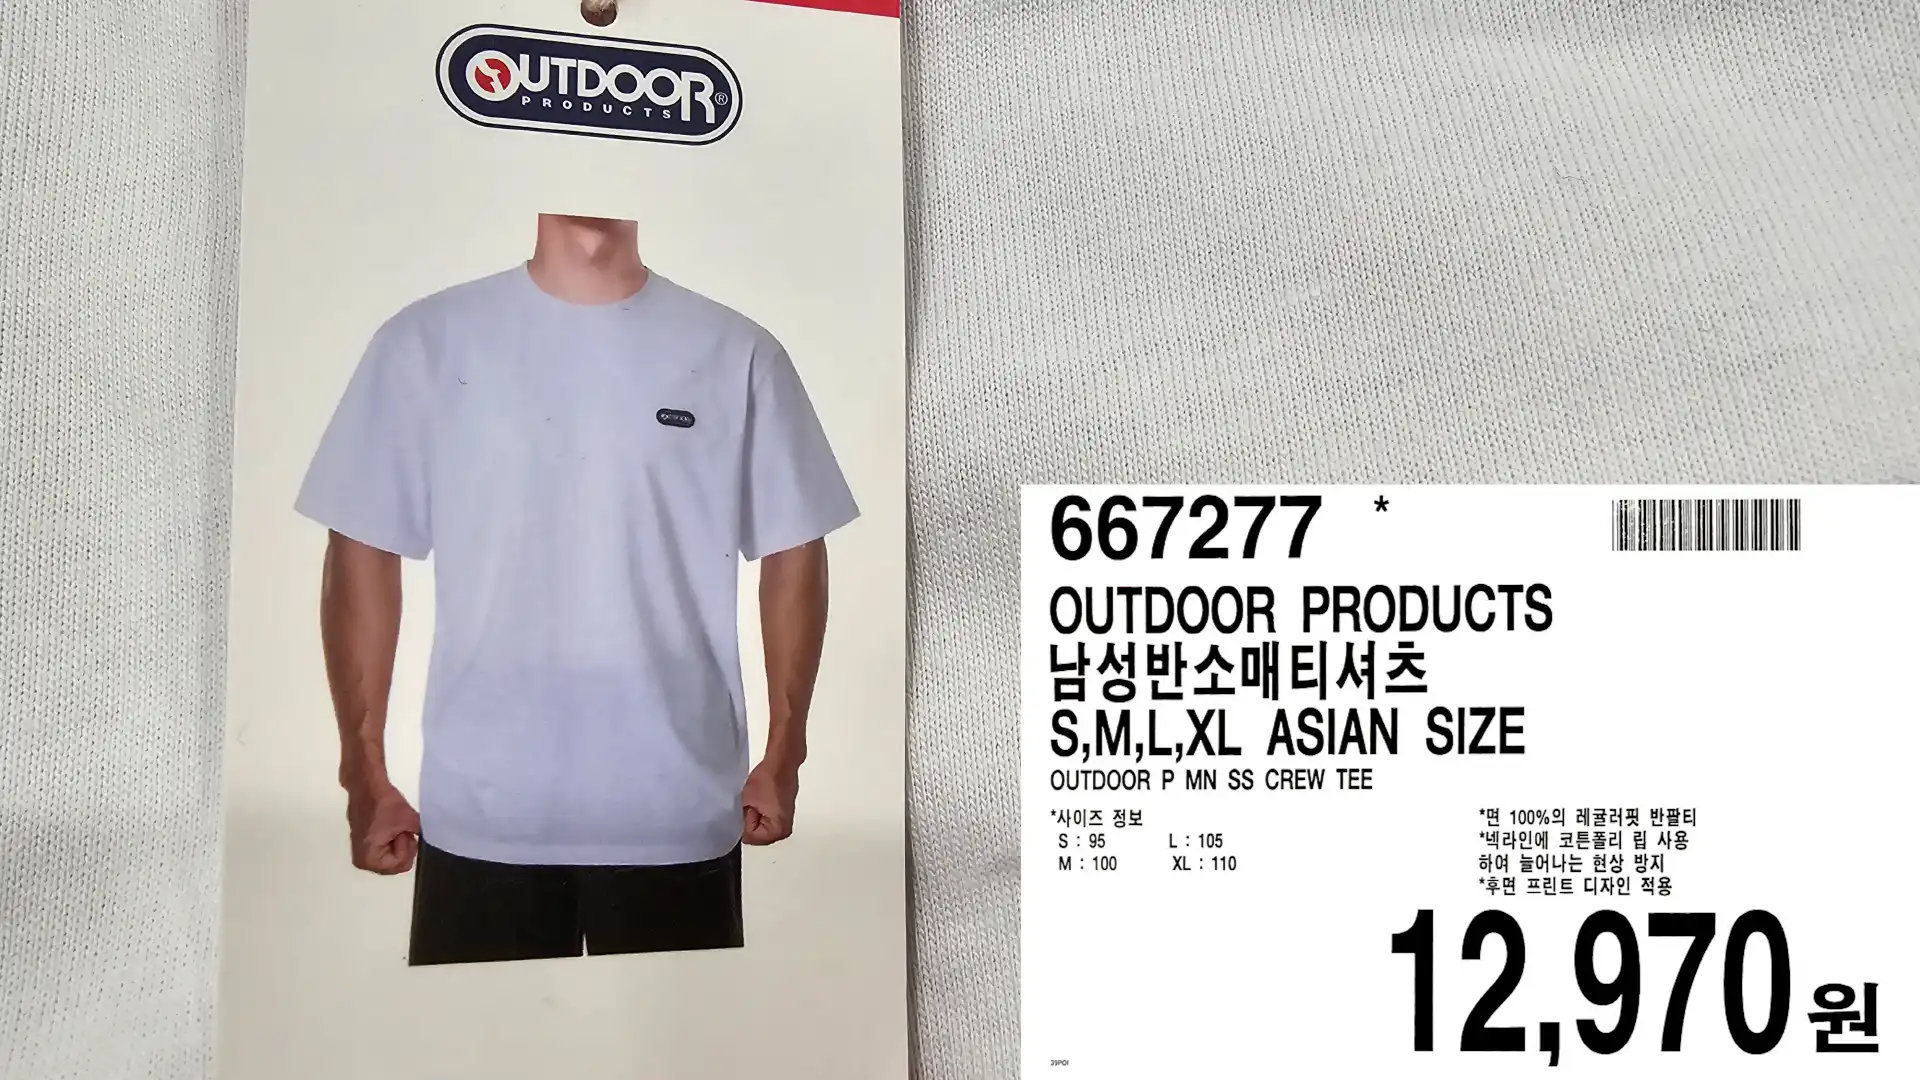 OUTDOOR®
PRODUCTS
OUTDOOR
667277 *
OUTDOOR PRODUCTS
남성반소매티셔츠
S,M,L,XL ASIAN SIZE
OUTDOOR P MN SS CREW TEE
*사이즈 정보
S : 95 L : 105
M : 100 XL : 110
*면 100%의 레귤러핏 반팔티
*넥라인에 코튼폴리 립 사용
하여 늘어나는 현상 방지
*후면 프린트 디자인 적용
12,970 원